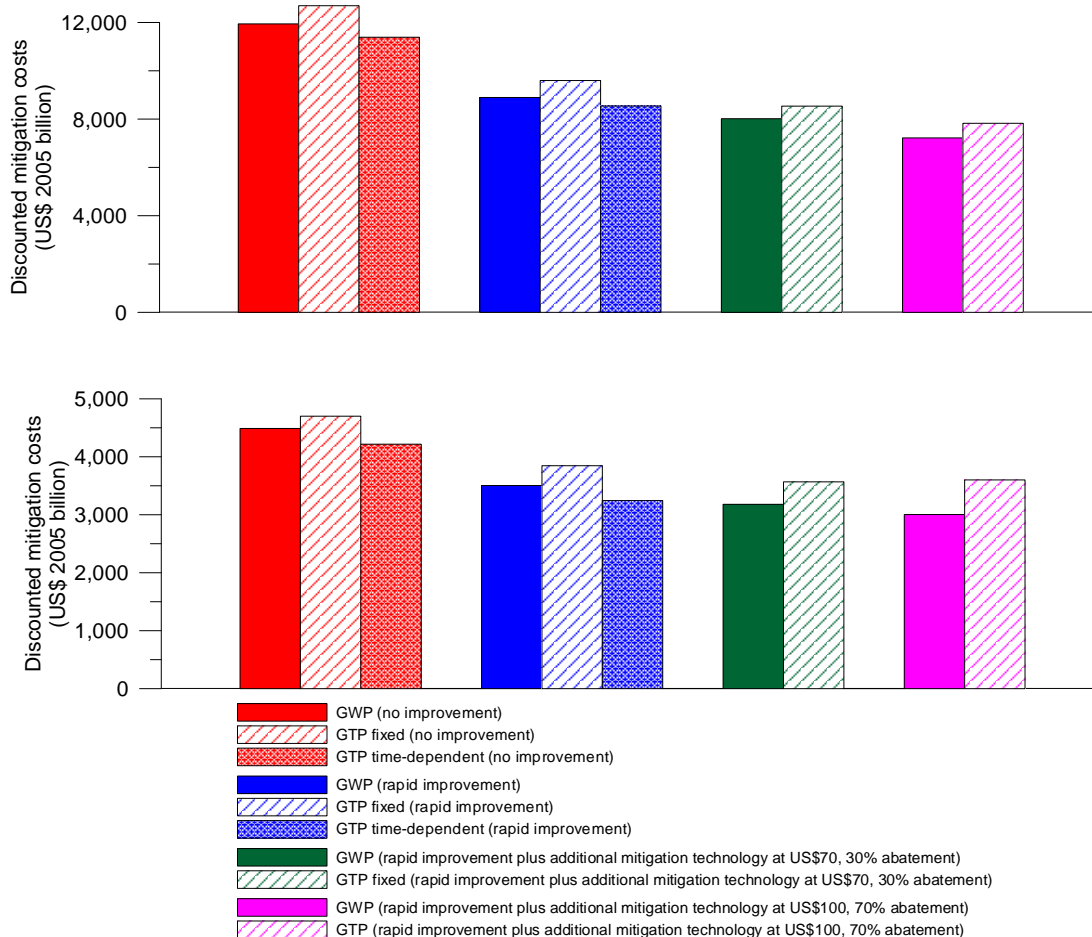 Discounted mitigation costs
(US$ 2005 billion)
12,000
8,000
4,000
0
Discounted mitigation costs
(US$ 2005 billion)
5,000
4,000
3,000
2,000
1,000
0
GWP (no improvement)
GTP fixed (no improvement)
GTP time-dependent (no improvement)
GWP (rapid improvement)
GTP fixed (rapid improvement)
GTP time-dependent (rapid improvement)
GWP (rapid improvement plus additional mitigation technology at US$70, 30% abatement)
GTP fixed (rapid improvement plus additional mitigation technology at US$70, 30% abatement)
GWP (rapid improvement plus additional mitigation technology at US$100, 70% abatement)
GTP (rapid improvement plus additional mitigation technology at US$100, 70% abatement)